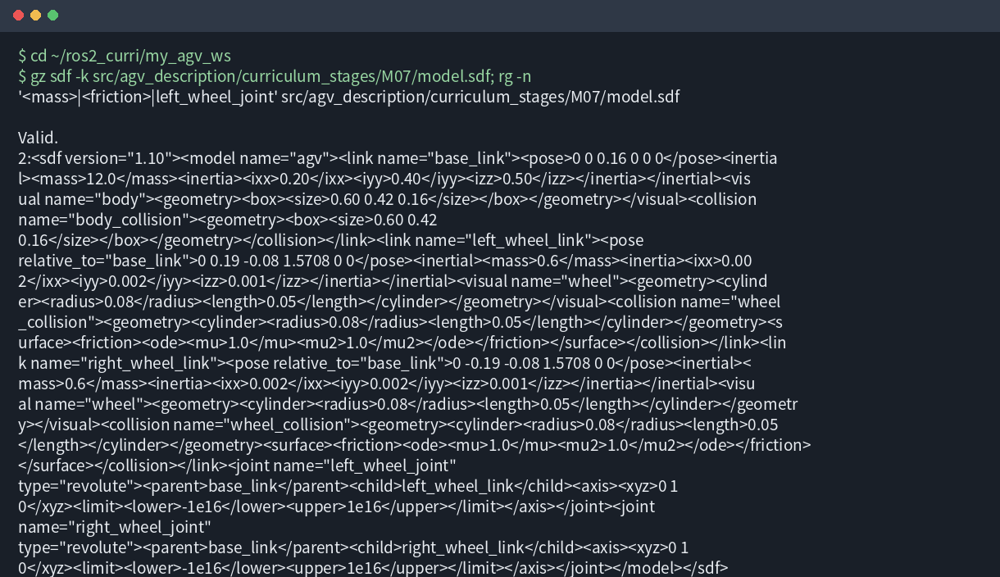 $ cd ~/ros2_curri/my_agv_ws
$ gz sdf -k src/agv_description/curriculum_stages/M07/model.sdf; rg -n
'<mass>|<friction>|left_wheel_joint' src/agv_description/curriculum_stages/M07/model.sdf
Valid.
2:<sdf version="1.10"><model name="agv"><link name="base_link"><pose>0 0 0.16 0 0 0</pose><inertia
l><mass>12.0</mass><inertia><ixx>0.20</ixx><iyy>0.40</iyy><izz>0.50</izz></inertia></inertial><vis
ual name="body"><geometry><box><size>0.60 0.42 0.16</size></box></geometry></visual><collision
name="body_collision"><geometry><box><size>0.60 0.42
0.16</size></box></geometry></collision></link><link name="left_wheel_link"><pose
relative_to="base_link">0 0.19 -0.08 1.5708 0 0</pose><inertial><mass>0.6</mass><inertia><ixx>0.00
2</ixx><iyy>0.002</iyy><izz>0.001</izz></inertia></inertial><visual name="wheel"><geometry><cylind
er><radius>0.08</radius><length>0.05</length></cylinder></geometry></visual><collision name="wheel
_collision"><geometry><cylinder><radius>0.08</radius><length>0.05</length></cylinder></geometry><s
urface><friction><ode><mu>1.0</mu><mu2>1.0</mu2></ode></friction></surface></collision></link><lin
k name="right_wheel_link"><pose relative_to="base_link">0 -0.19 -0.08 1.5708 0 0</pose><inertial><
mass>0.6</mass><inertia><ixx>0.002</ixx><iyy>0.002</iyy><izz>0.001</izz></inertia></inertial><visu
al name="wheel"><geometry><cylinder><radius>0.08</radius><length>0.05</length></cylinder></geometr
y></visual><collision name="wheel_collision"><geometry><cylinder><radius>0.08</radius><length>0.05
</length></cylinder></geometry><surface><friction><ode><mu>1.0</mu><mu2>1.0</mu2></ode></friction>
</surface></collision></link><joint name="left_wheel_joint"
type="revolute"><parent>base_link</parent><child>left_wheel_link</child><axis><xyz>0 1
0</xyz><limit><lower>-1e16</lower><upper>1e16</upper></limit></axis></joint><joint
name="right_wheel_joint"
type="revolute"><parent>base_link</parent><child>right_wheel_link</child><axis><xyz>0 1
0</xyz><limit><lower>-1e16</lower><upper>1e16</upper></limit></axis></joint></model></sdf>